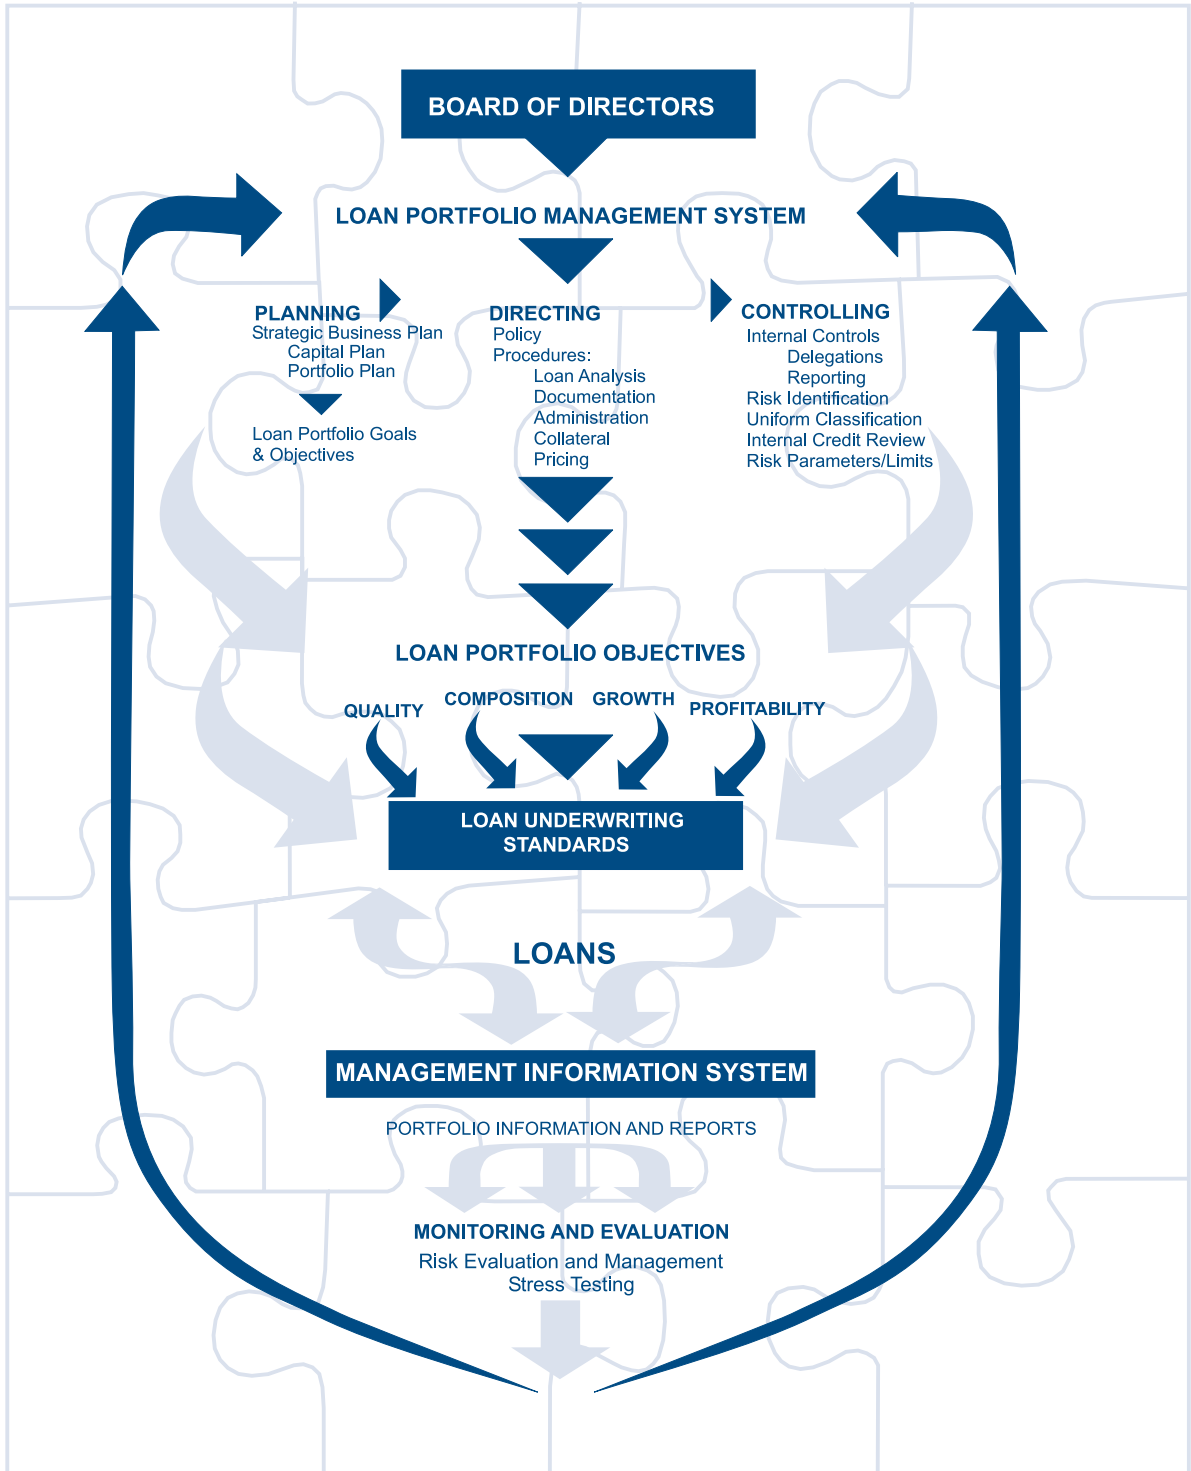 BOARD OF DIRECTORS
LOAN PORTFOLIO MANAGEMENT SYSTEM
PLANNING
Strategic Business Plan
Capital Plan
Portfolio Plan
Loan Portfolio Goals
& Objectives
DIRECTING
Policy
Procedures:
Loan Analysis
Documentation
Administration
Collateral
Pricing
CONTROLLING
Internal Controls
Delegations
Reporting
Risk Identification
Uniform Classification
Internal Credit Review
Risk Parameters/Limits
LOAN PORTFOLIO OBJECTIVES
QUALITY
COMPOSITION
GROWTH
PROFITABILITY
LOAN UNDERWRITING
STANDARDS
LOANS
MANAGEMENT INFORMATION SYSTEM
PORTFOLIO INFORMATION AND REPORTS
MONITORING AND EVALUATION
Risk Evaluation and Management
Stress Testing